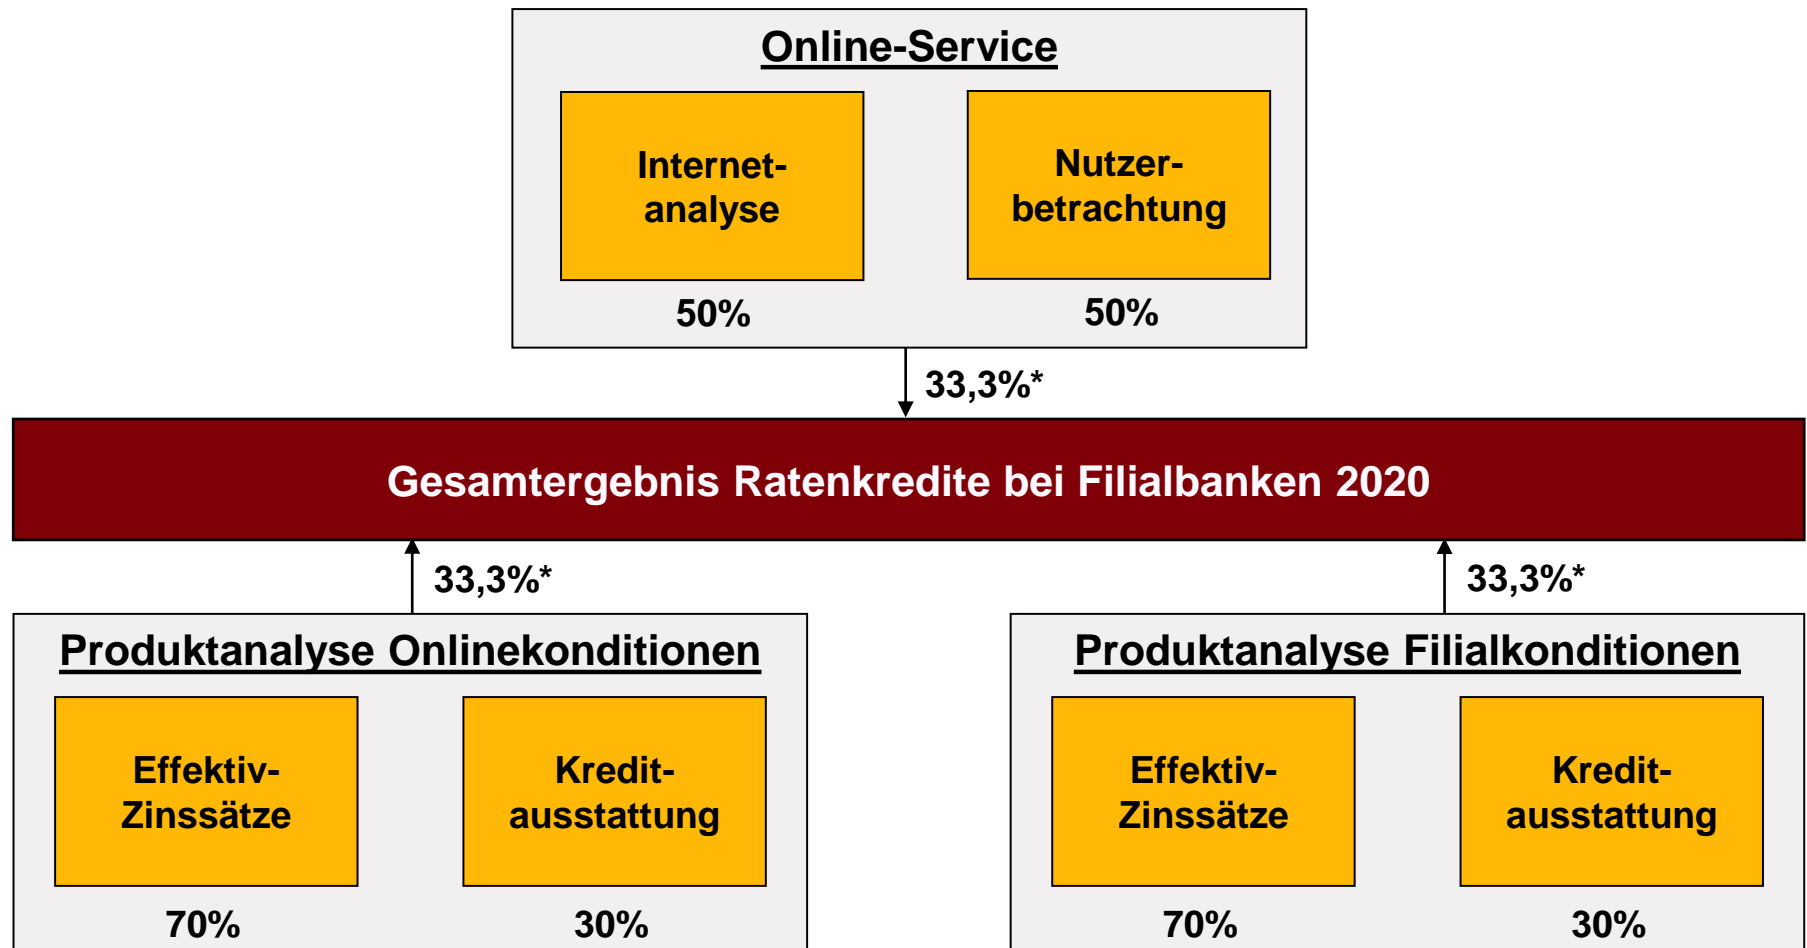 Online-Service
Internet-
analyse
Nutzer-
betrachtung
50%
50%
33,3%*
Gesamtergebnis Ratenkredite bei Filialbanken 2020
33,3%*
33,3%*
Produktanalyse Onlinekonditionen
Effektiv-
Zinssätze
Kredit-
ausstattung
70%
30%
Produktanalyse Filialkonditionen
Effektiv-
Zinssätze
Kredit-
ausstattung
70%
30%